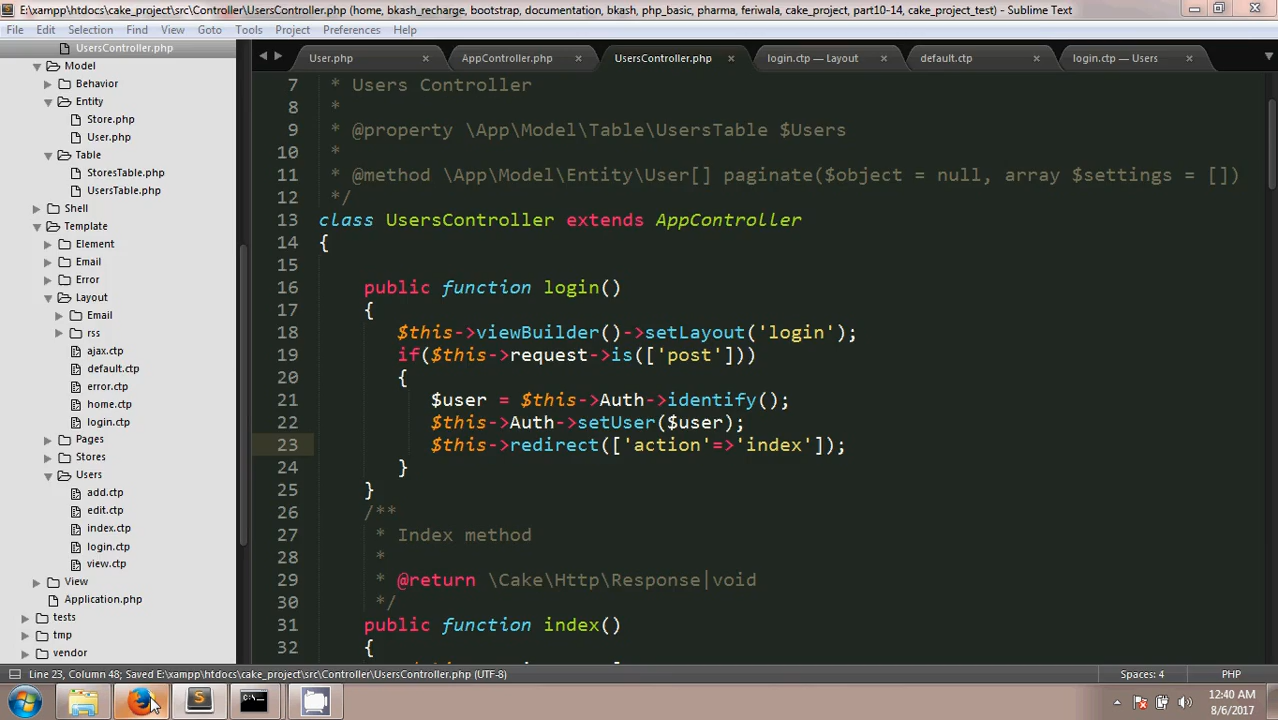 E:\xampp\htdocs\cake_project\src\Controller\UsersController.php (home, bkash_recharge, bootstrap, documentation, bkash, php_basic, pharma, feriwala, cake_project, part10-14, cake_project_test) - Sublime Text
File Edit Selection Find View Goto Tools Project Preferences Help
UsersController.php
Model
Behavior
Entity
Store.php
User.php
Table
StoresTable.php
UsersTable.php
Shell
Template
Element
Email
Error
Layout
Email
rss
ajax.ctp
default.ctp
error.ctp
home.ctp
login.ctp
Pages
Stores
Users
add.ctp
edit.ctp
index.ctp
login.ctp
view.ctp
View
Application.php
tests
tmp
vendor
User.php × AppController.php × UsersController.php × login.ctp — Layout × default.ctp × login.ctp — Users ×
7 * Users Controller
8 *
9 * @property \App\Model\Table\UsersTable $Users
10 *
11 * @method \App\Model\Entity\User[] paginate($object = null, array $settings = [])
12 */
13 class UsersController extends AppController
14 {
15
16 public function login()
17 {
18 $this->viewBuilder()->setLayout('login');
19 if($this->request->is(['post']))
20 {
21 $user = $this->Auth->identify();
22 $this->Auth->setUser($user);
23 $this->redirect(['action'=>'index']);
24 }
25 }
26 /**
27 * Index method
28 *
29 * @return \Cake\Http\Response|void
30 */
31 public function index()
32 {
Line 23, Column 48; Saved E:\xampp\htdocs\cake_project\src\Controller\UsersController.php (UTF-8) Spaces: 4 PHP
12:40 AM
8/6/2017